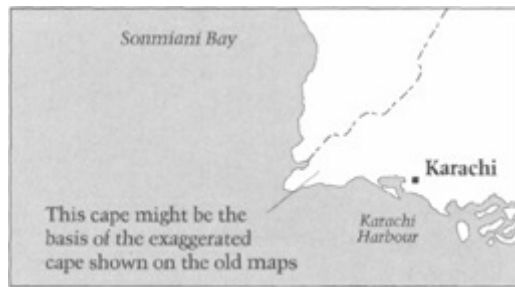 Sonmiani Bay
Karachi
This cape might be the
basis of the exaggerated
cape shown on the old maps
Karachi
Harbour